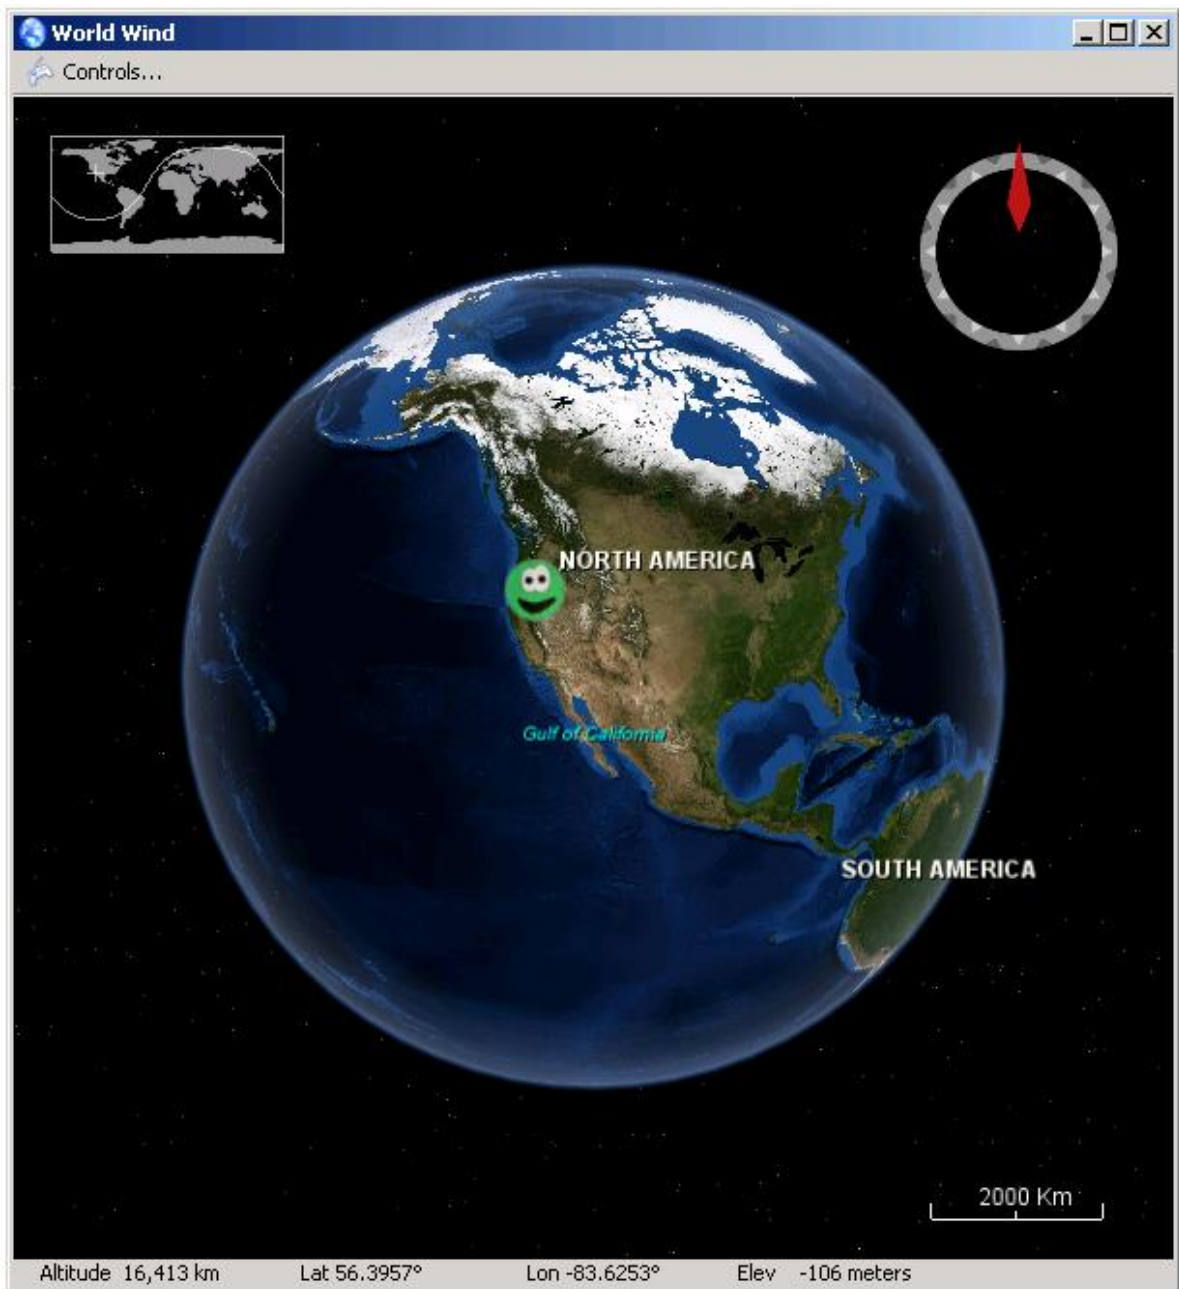 World Wind
Controls...
NORTH AMERICA
Gulf of California
SOUTH AMERICA
2000 Km
Altitude 16,413 km Lat 56.3957° Lon -83.6253° Elev -106 meters